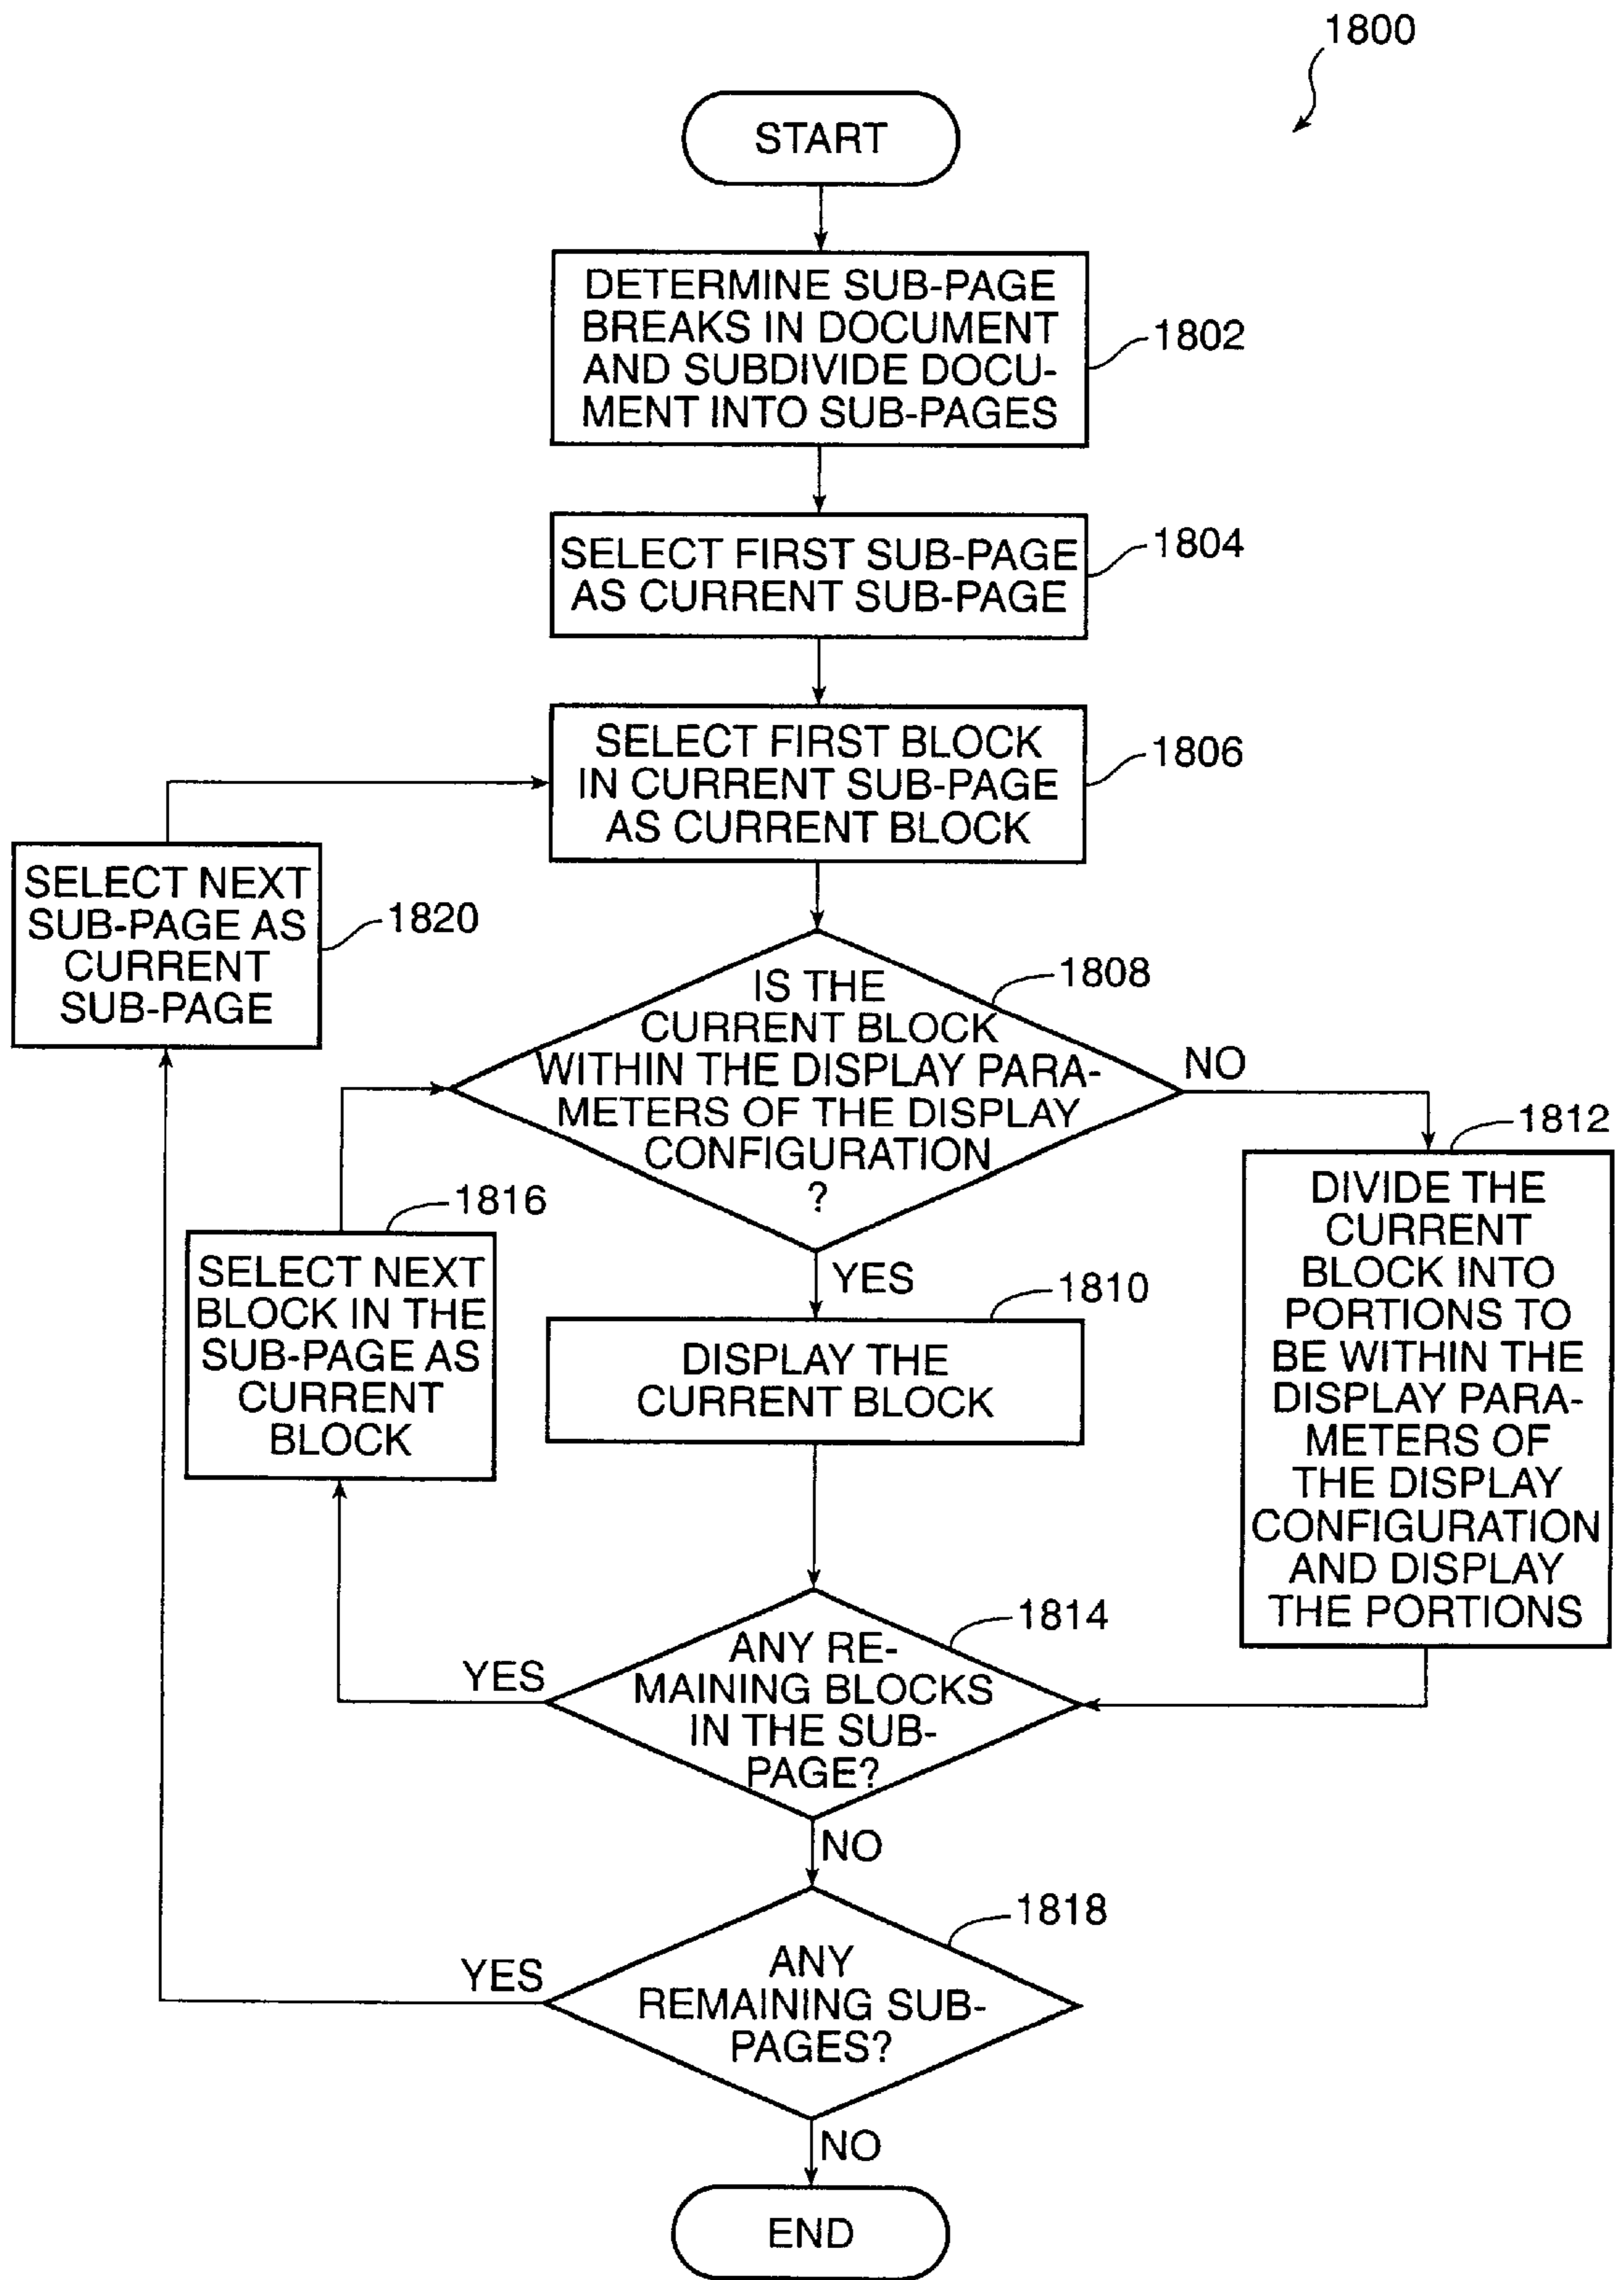 1800
START
DETERMINE SUB-PAGE
BREAKS IN DOCUMENT
AND SUBDIVIDE DOCU-
MENT INTO SUB-PAGES
1802
SELECT FIRST SUB-PAGE
AS CURRENT SUB-PAGE
1804
SELECT FIRST BLOCK
IN CURRENT SUB-PAGE
AS CURRENT BLOCK
1806
SELECT NEXT
SUB-PAGE AS
CURRENT
SUB-PAGE
1820
IS THE
CURRENT BLOCK
WITHIN THE DISPLAY PARA-
METERS OF THE DISPLAY
CONFIGURATION
?
1808
NO
YES
1812
DIVIDE THE
CURRENT
BLOCK INTO
PORTIONS TO
BE WITHIN THE
DISPLAY PARA-
METERS OF
THE DISPLAY
CONFIGURATION
AND DISPLAY
THE PORTIONS
1816
SELECT NEXT
BLOCK IN THE
SUB-PAGE AS
CURRENT
BLOCK
1810
DISPLAY THE
CURRENT BLOCK
1814
ANY RE-
MAINING BLOCKS
IN THE SUB-
PAGE?
YES
NO
1818
ANY
REMAINING SUB-
PAGES?
YES
NO
END